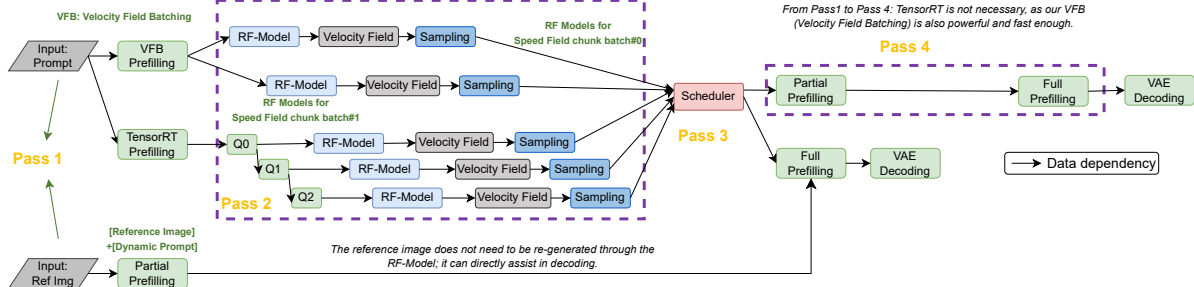 VFB: Velocity Field Batching
From Pass1 to Pass 4: TensorRT is not necessary, as our VFB
(Velocity Field Batching) is also powerful and fast enough.
Input:
Prompt
VFB
Prefilling
RF-Model
Velocity Field
Sampling
RF Models for
Speed Field chunk batch#0
RF-Model
Velocity Field
Sampling
RF Models for
Speed Field chunk batch#1
Scheduler
Pass 3
Pass 4
Partial
Prefilling
Full
Prefilling
VAE
Decoding
Pass 1
TensorRT
Prefilling
Q0
RF-Model
Velocity Field
Sampling
Q1
RF-Model
Velocity Field
Sampling
Q2
RF-Model
Velocity Field
Sampling
Pass 2
Full
Prefilling
VAE
Decoding
Data dependency
[Reference Image]
+[Dynamic Prompt]
Input:
Ref Img
Partial
Prefilling
The reference image does not need to be re-generated through the
RF-Model; it can directly assist in decoding.